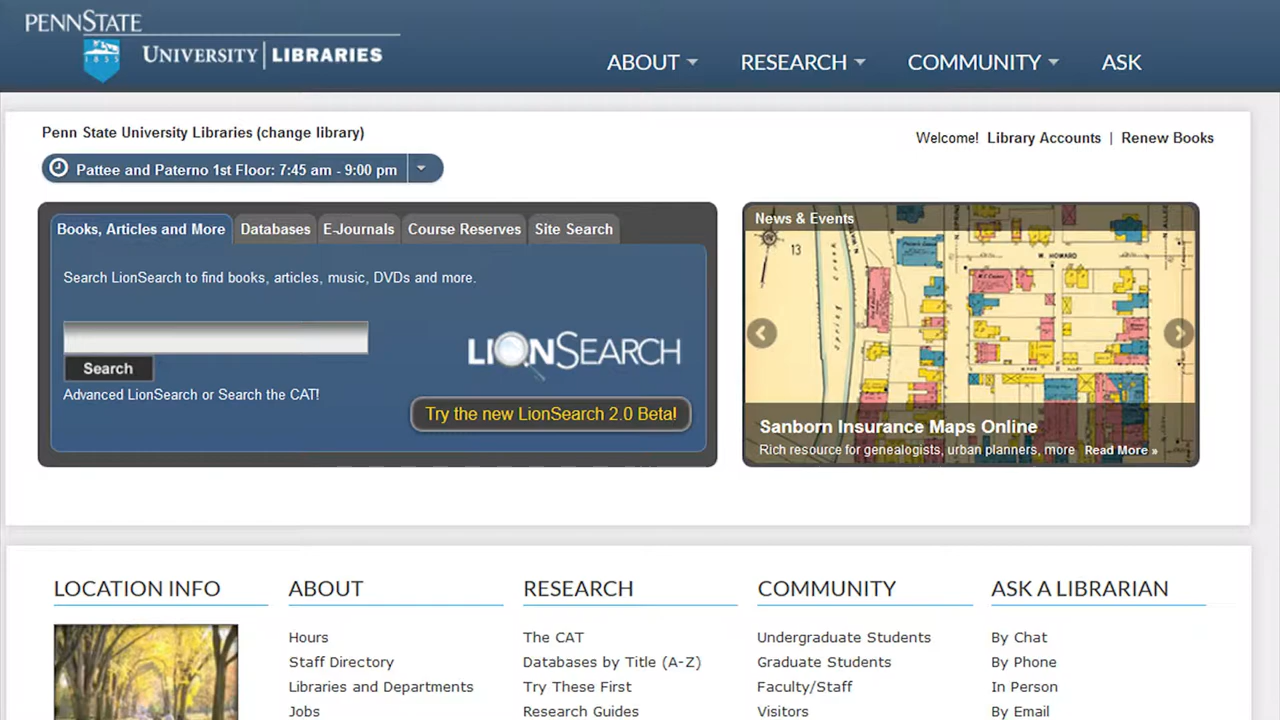 PENNSTATE
1855
UNIVERSITY LIBRARIES
ABOUT RESEARCH COMMUNITY ASK
Penn State University Libraries (change library)
Welcome! Library Accounts | Renew Books
Pattee and Paterno 1st Floor: 7:45 am - 9:00 pm
Books, Articles and More Databases E-Journals Course Reserves Site Search
Search LionSearch to find books, articles, music, DVDs and more.
LIONSEARCH
Search
Advanced LionSearch or Search the CAT!
Try the new LionSearch 2.0 Beta!
News & Events
13
W. HOWARD
Spring
Sanborn Insurance Maps Online
Rich resource for genealogists, urban planners, more Read More »
LOCATION INFO
ABOUT
Hours
Staff Directory
Libraries and Departments
Jobs
RESEARCH
The CAT
Databases by Title (A-Z)
Try These First
Research Guides
COMMUNITY
Undergraduate Students
Graduate Students
Faculty/Staff
Visitors
ASK A LIBRARIAN
By Chat
By Phone
In Person
By Email